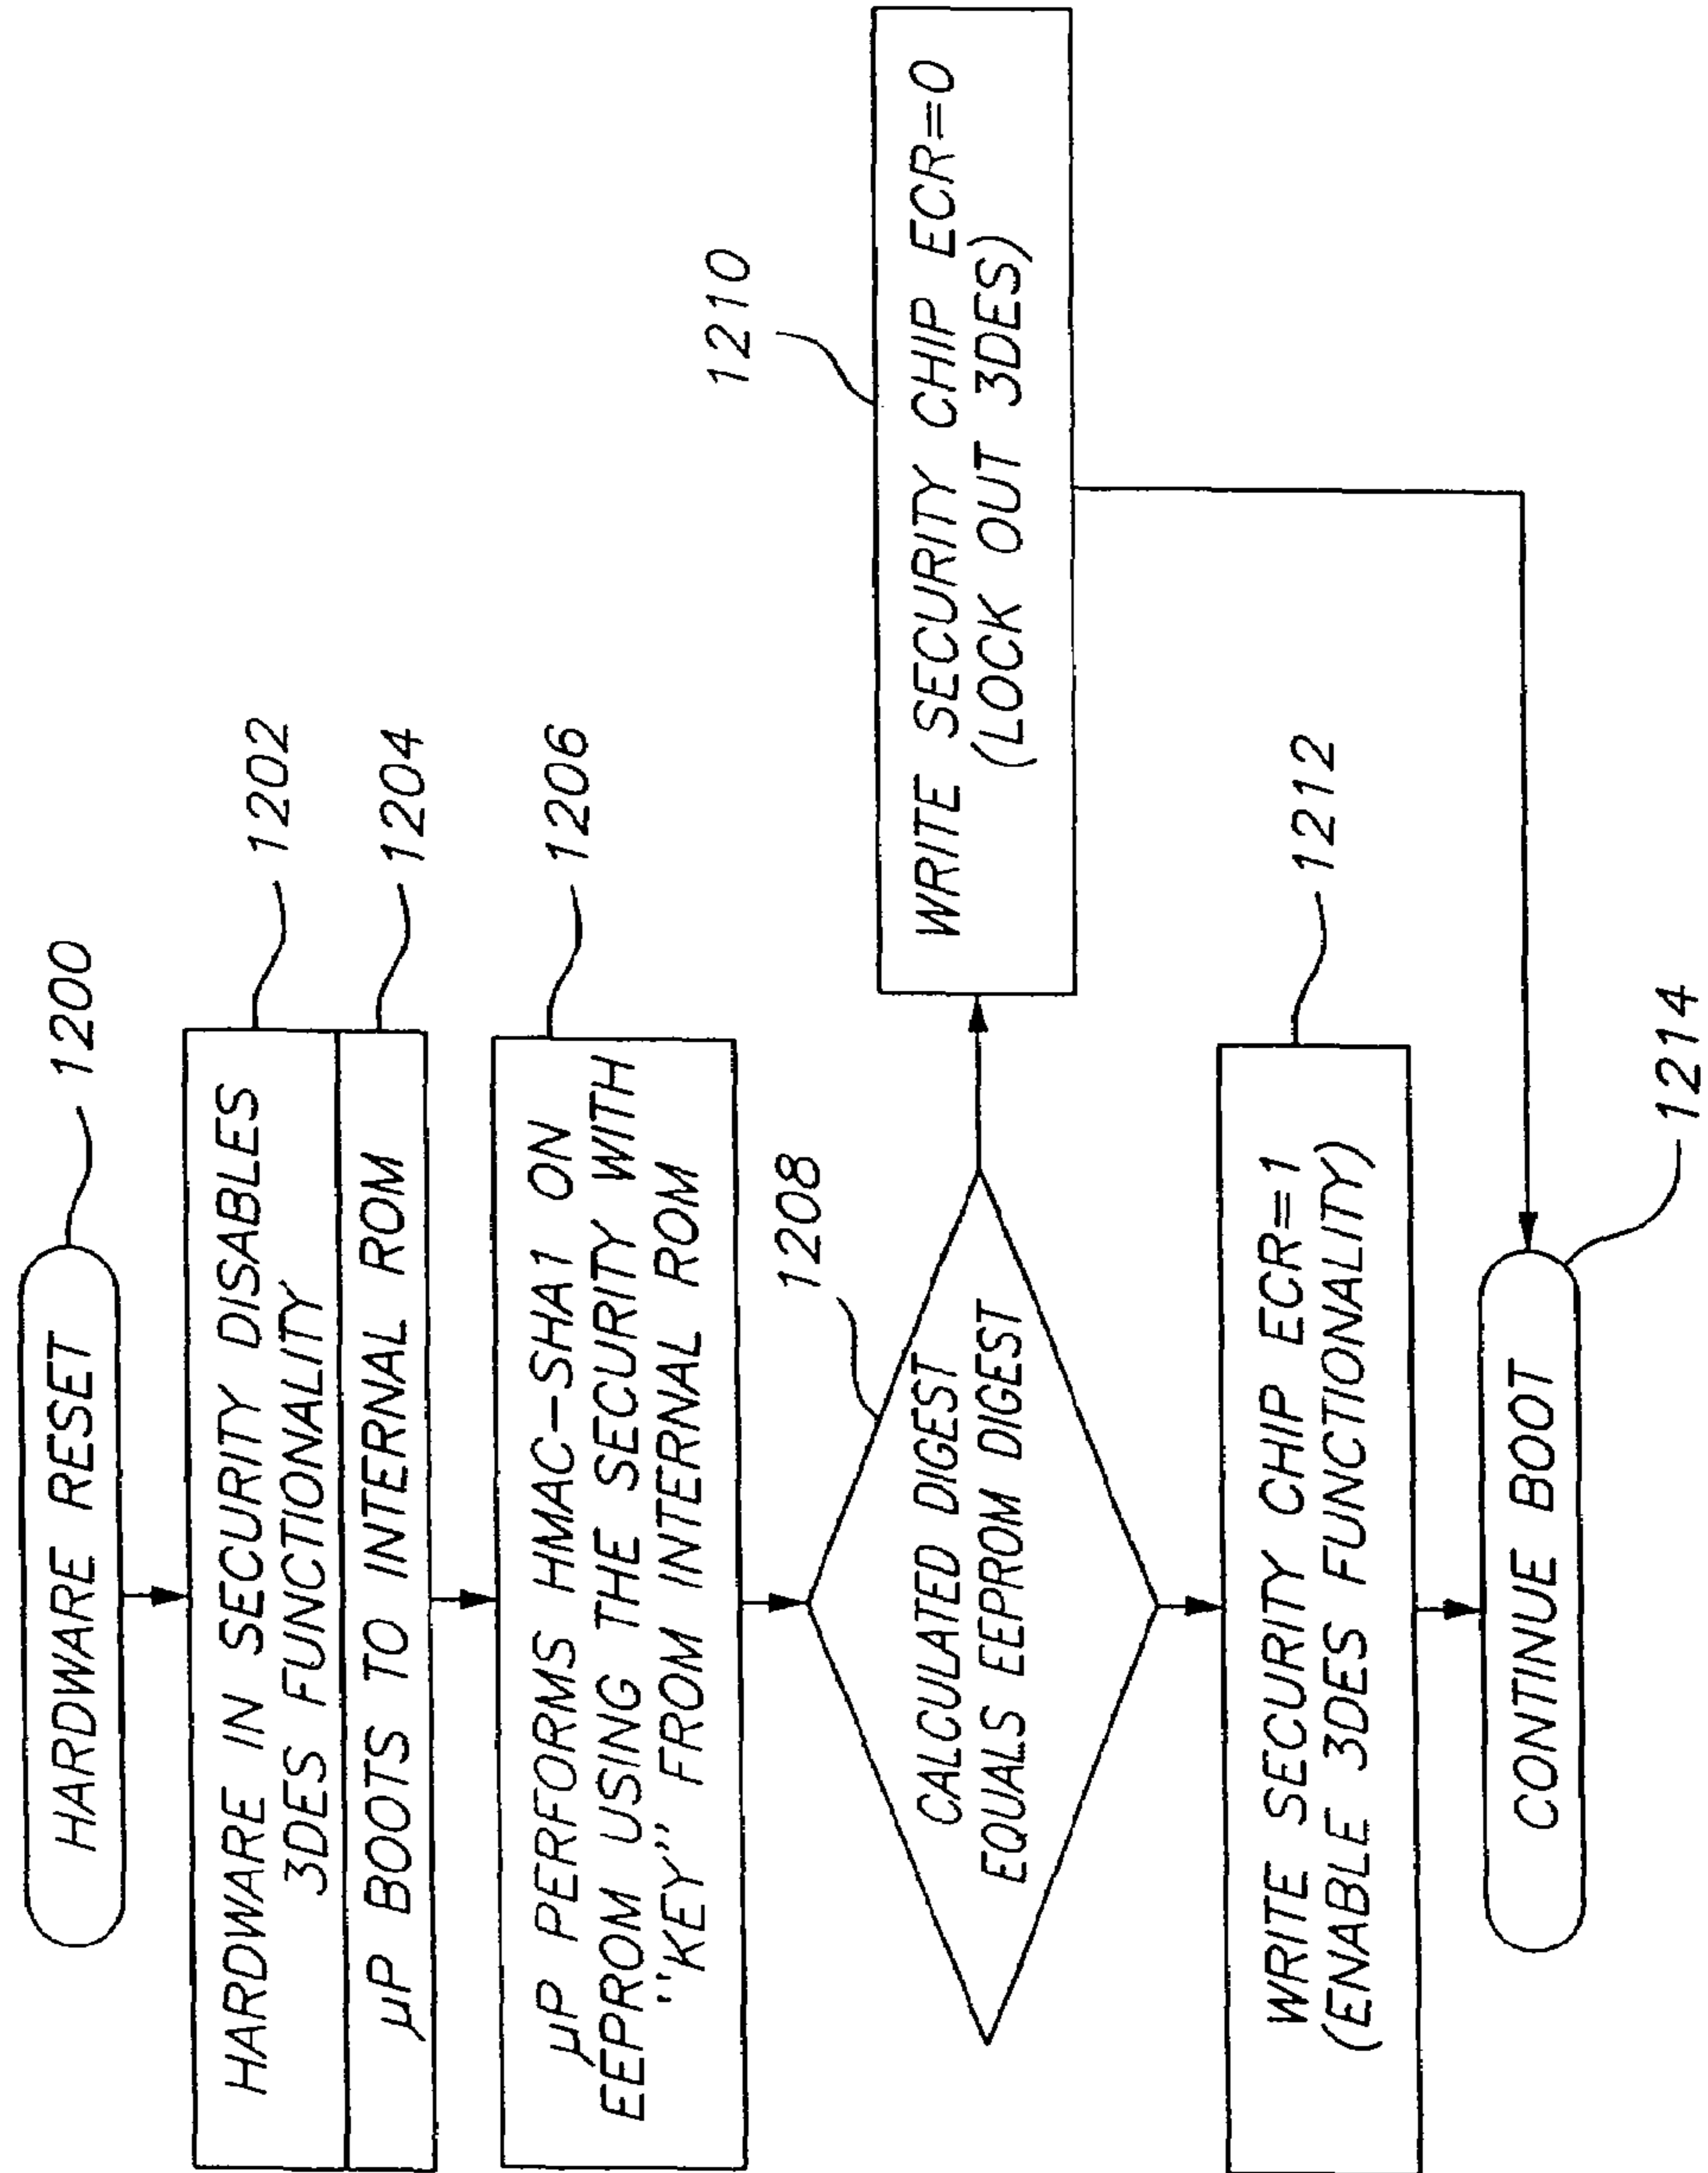 HARDWARE RESET
1200
HARDWARE IN SECURITY DISABLES
3DES FUNCTIONALITY
1202
µP BOOTS TO INTERNAL ROM
1204
µP PERFORMS HMAC-SHA1 ON
EEPROM USING THE SECURITY WITH
"KEY" FROM INTERNAL ROM
1206
CALCULATED DIGEST
EQUALS EEPROM DIGEST
1208
WRITE SECURITY CHIP ECR=0
(LOCK OUT 3DES)
1210
WRITE SECURITY CHIP ECR=1
(ENABLE 3DES FUNCTIONALITY)
1212
CONTINUE BOOT
1214